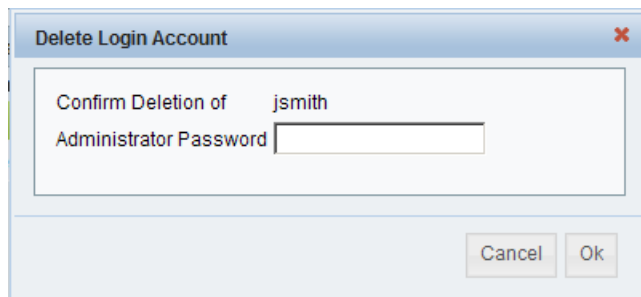 Delete Login Account
Confirm Deletion of jsmith
Administrator Password
Cancel Ok